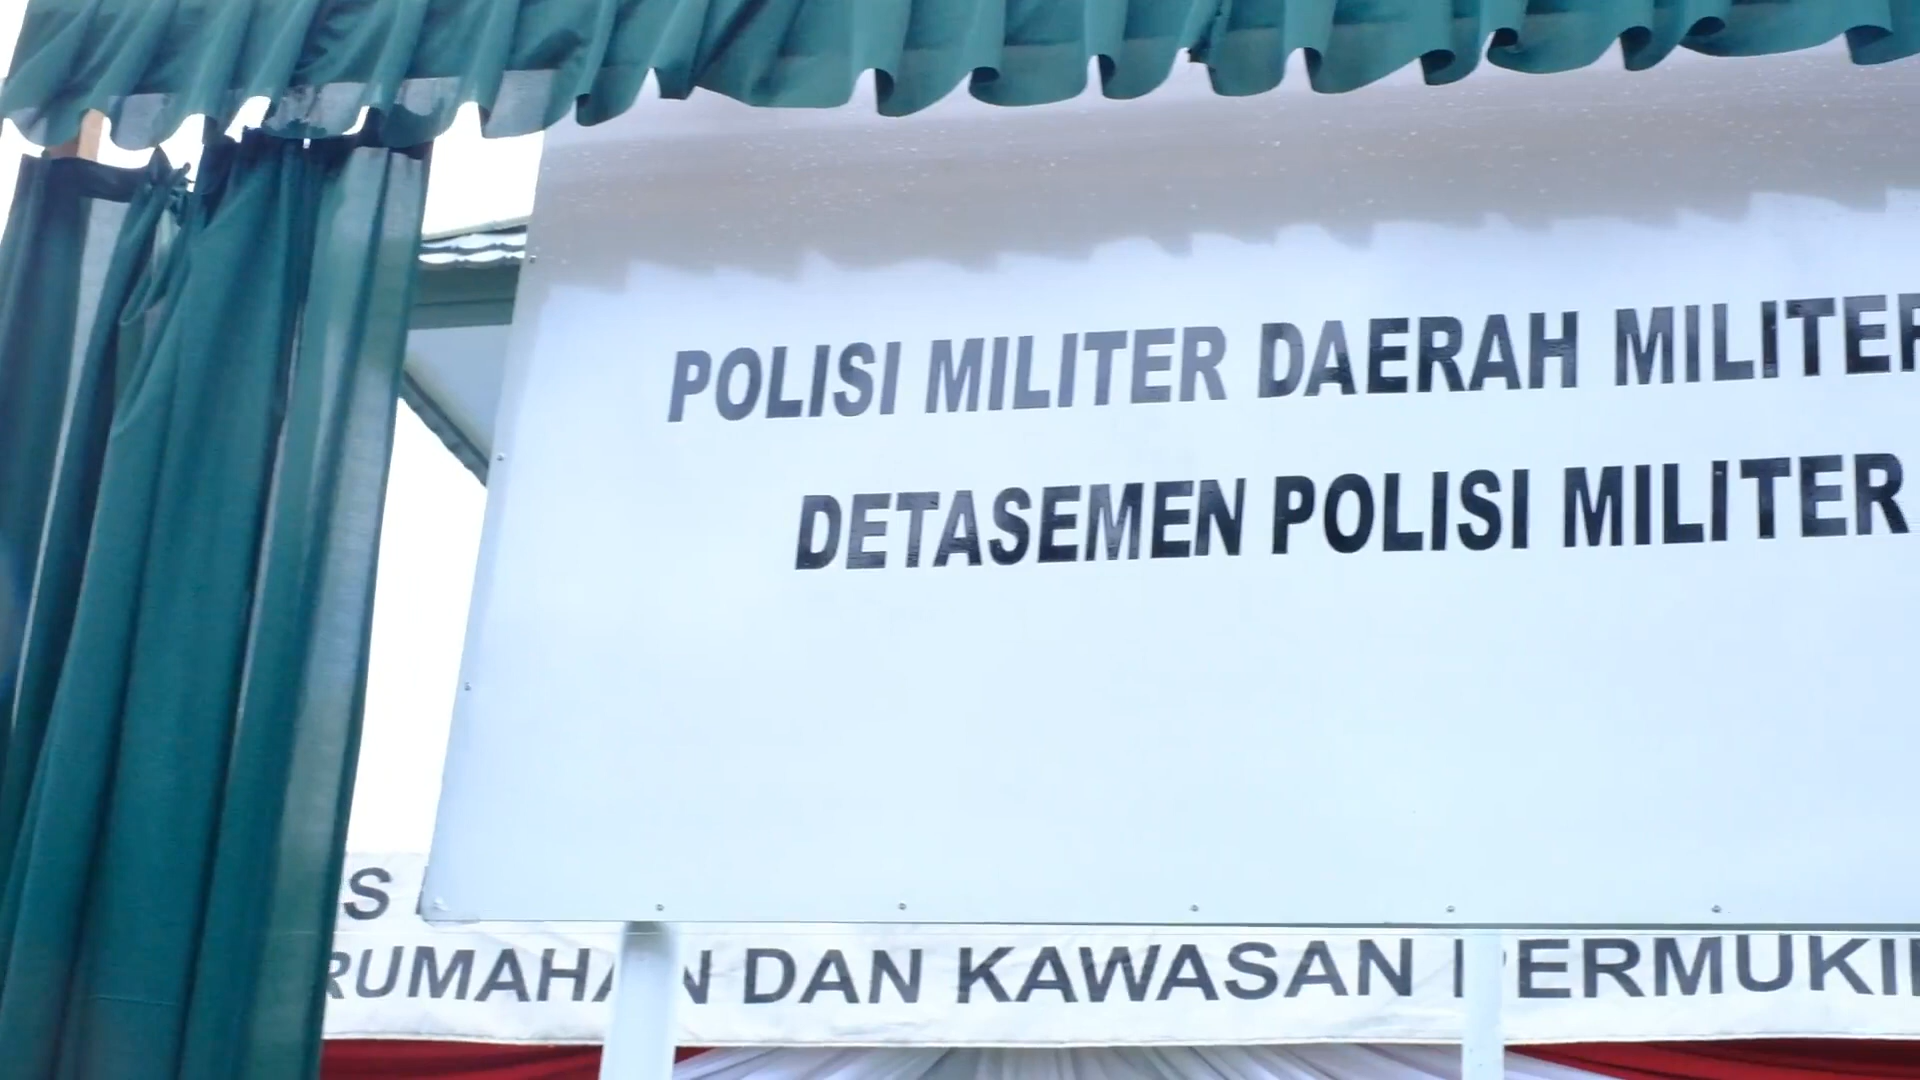 POLISI MILITER DAERAH MILITER
DETASEMEN POLISI MILITER
DAN KAWASAN